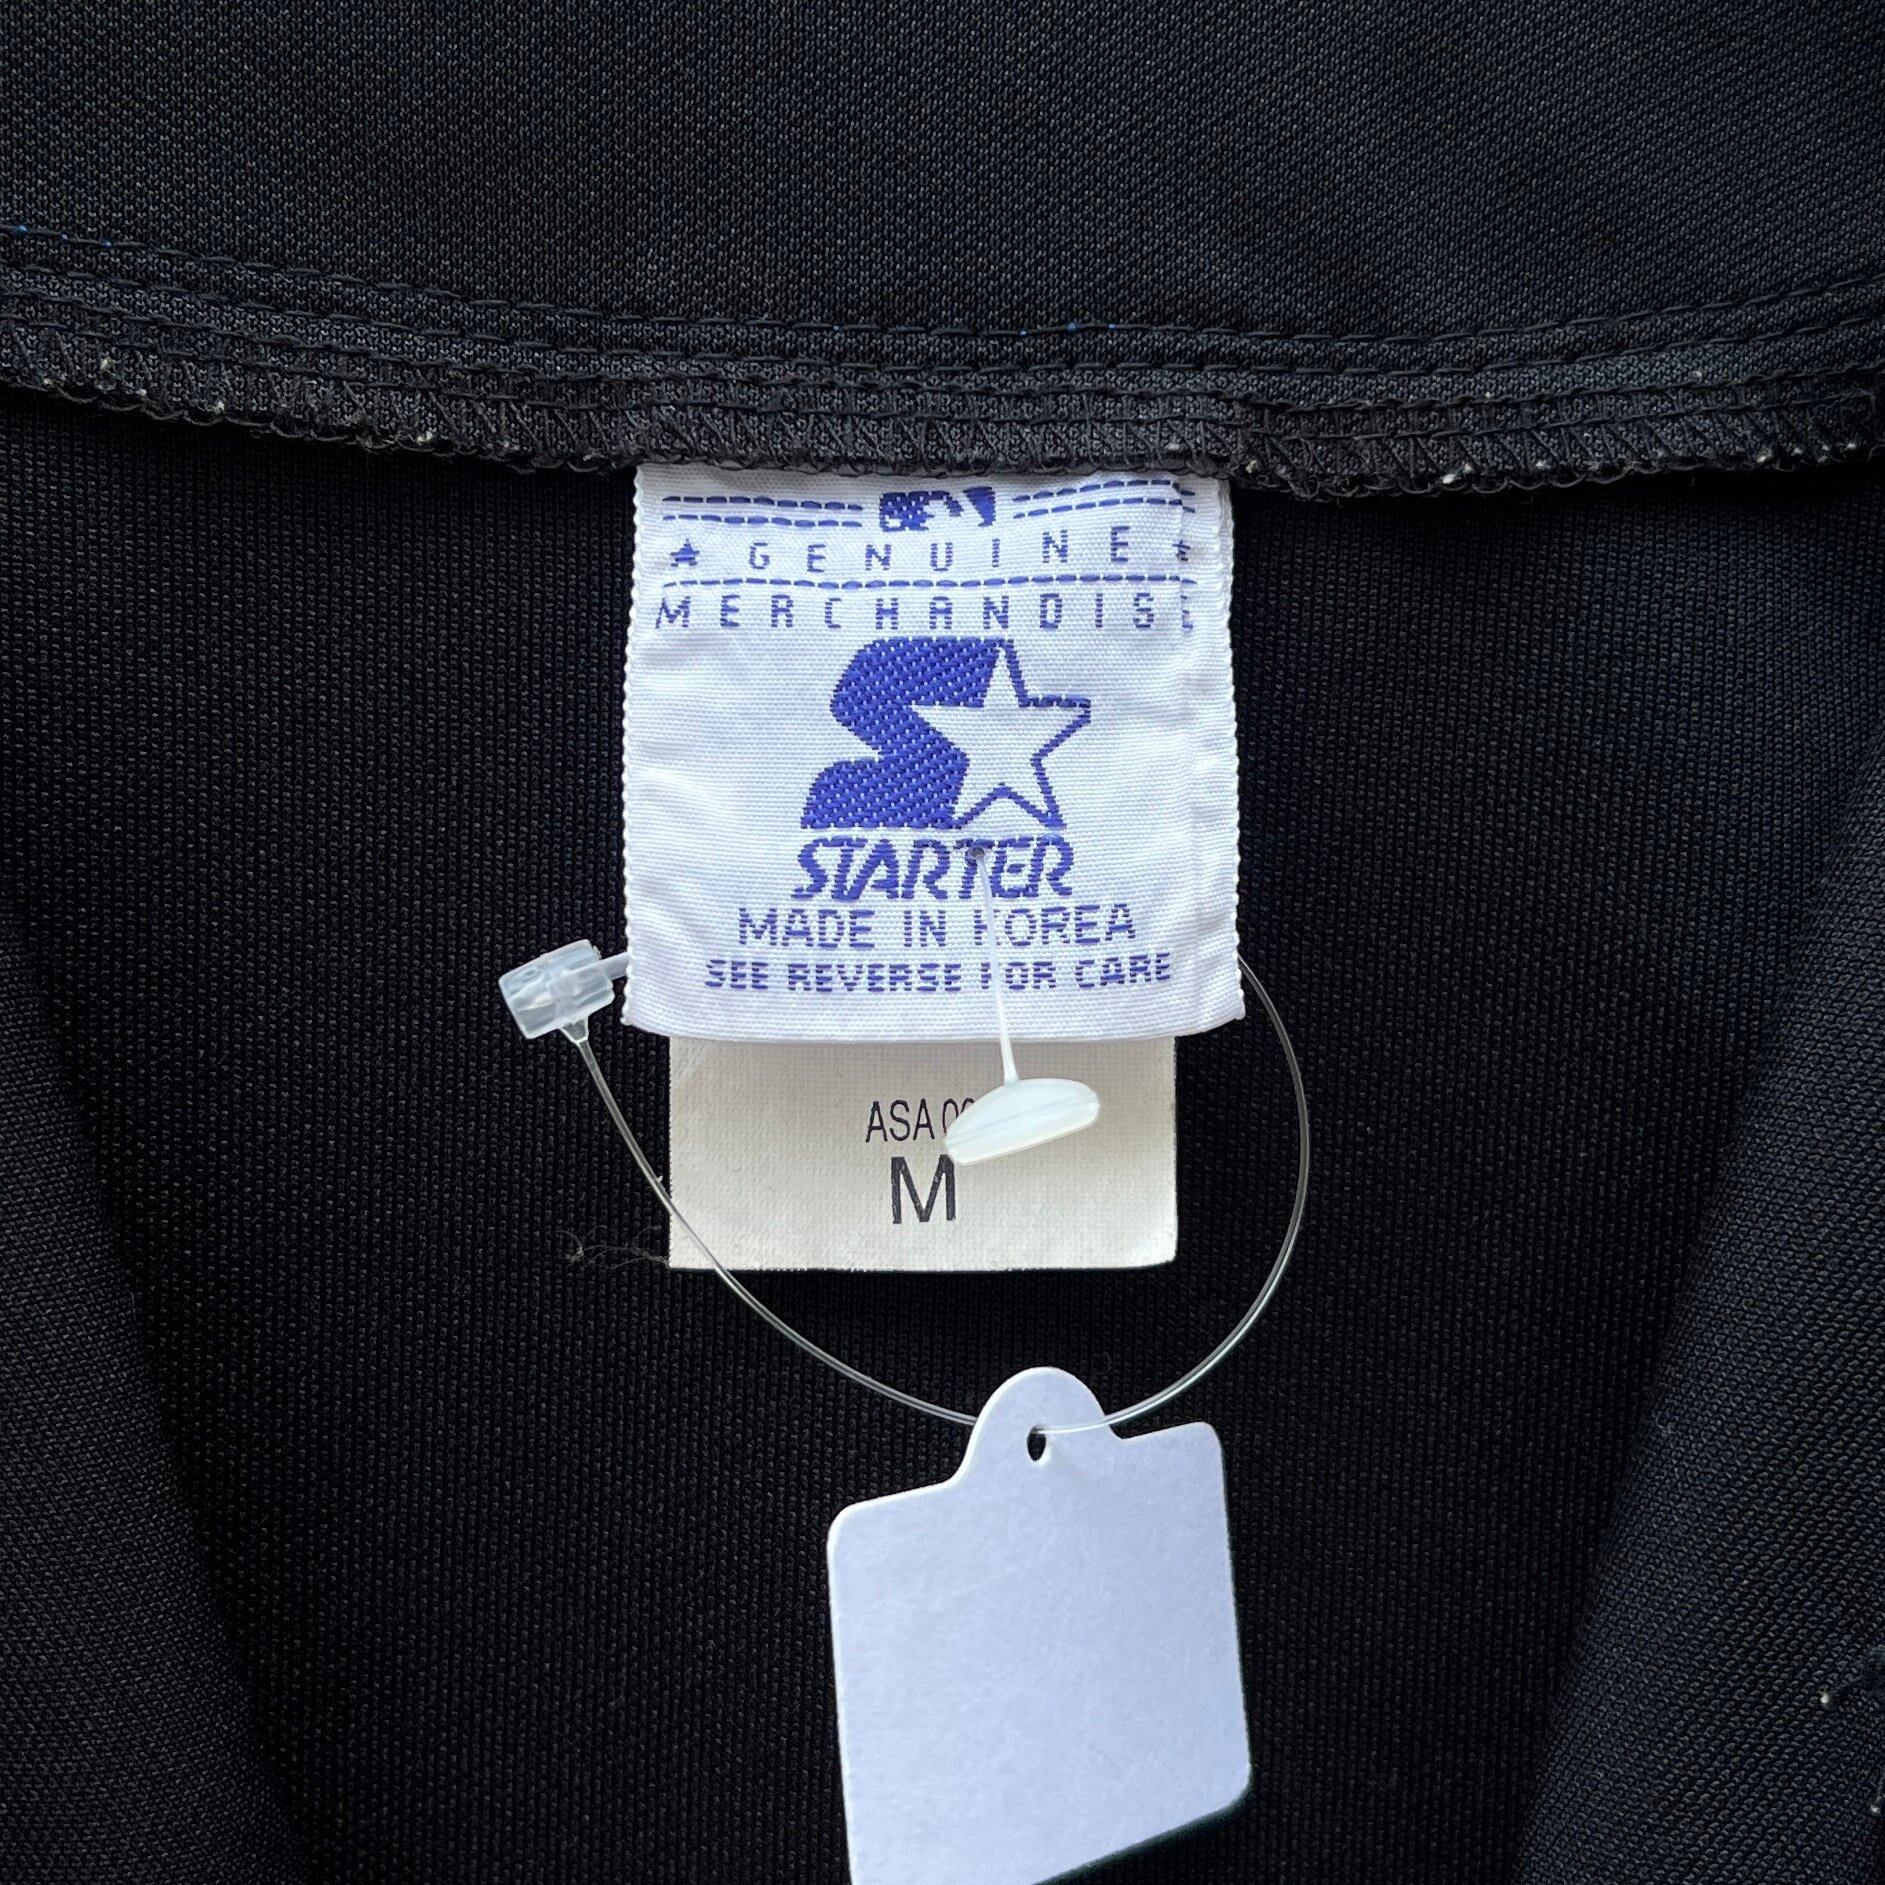 GENUINE
MERCHANDISE
STARTER
MADE IN KOREA
SEE REVERSE FOR CARE
M